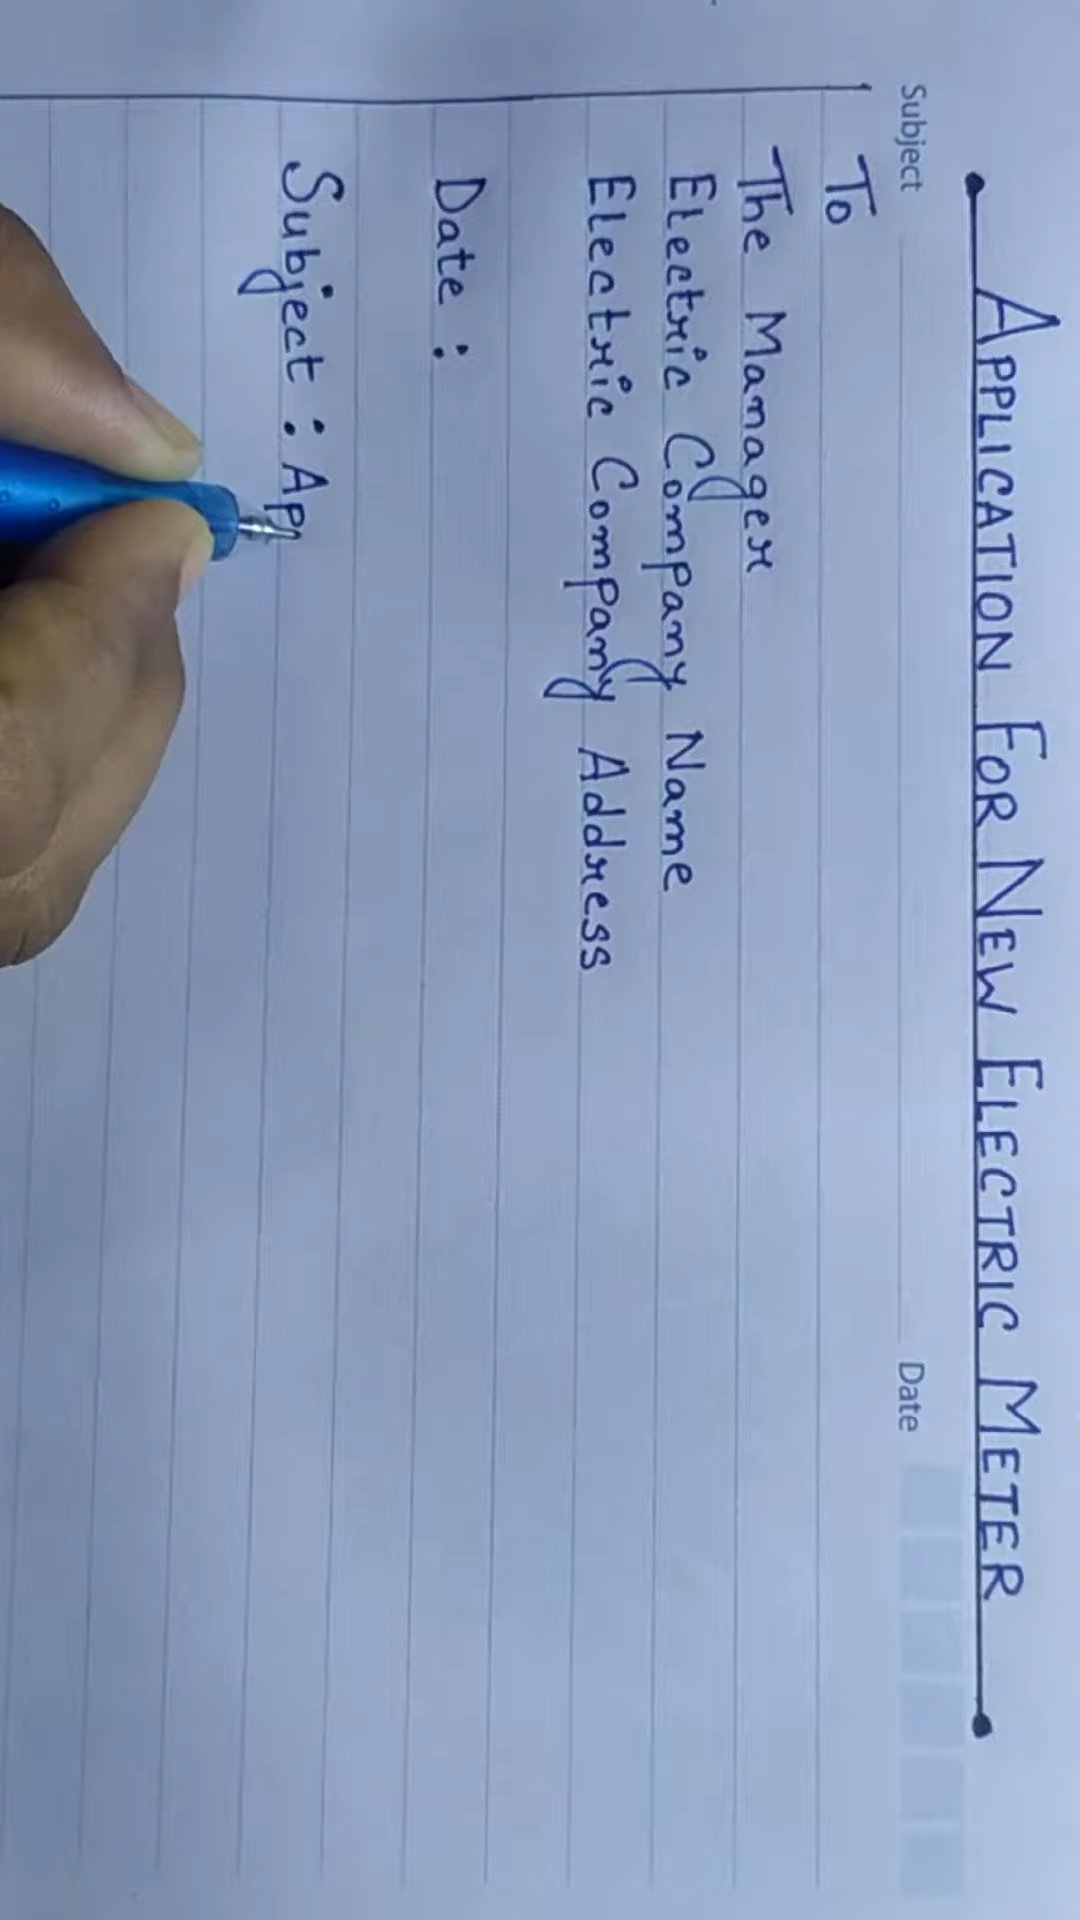 APPLICATION FOR NEW ELECTRIC METER
Subject Date
To
The Manager
Electric Company Name
Electric Company Address
Date :
Subject : Ap